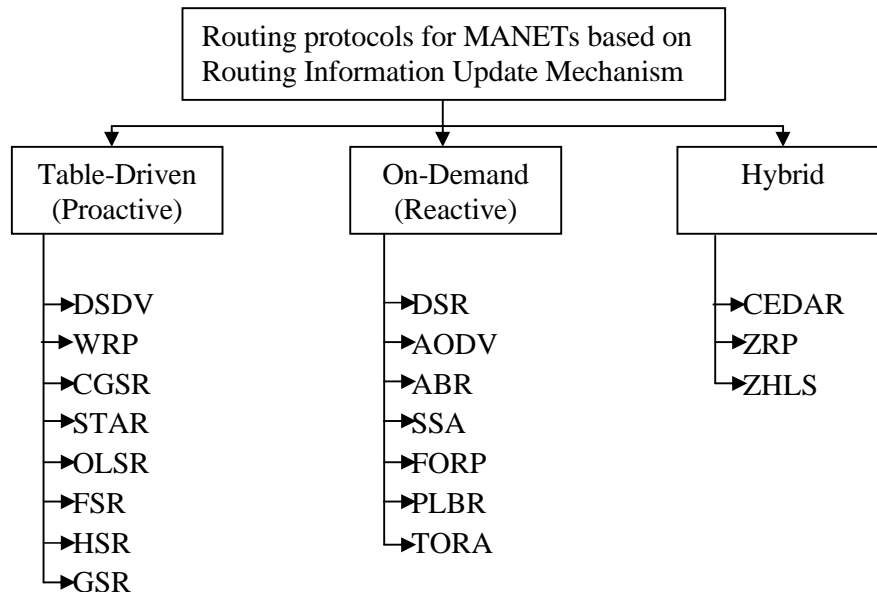 Routing protocols for MANETs based on
Routing Information Update Mechanism
Table-Driven
(Proactive)
On-Demand
(Reactive)
Hybrid
DSDV
WRP
CGSR
STAR
OLSR
FSR
HSR
GSR
DSR
AODV
ABR
SSA
FORP
PLBR
TORA
CEDAR
ZRP
ZHLS